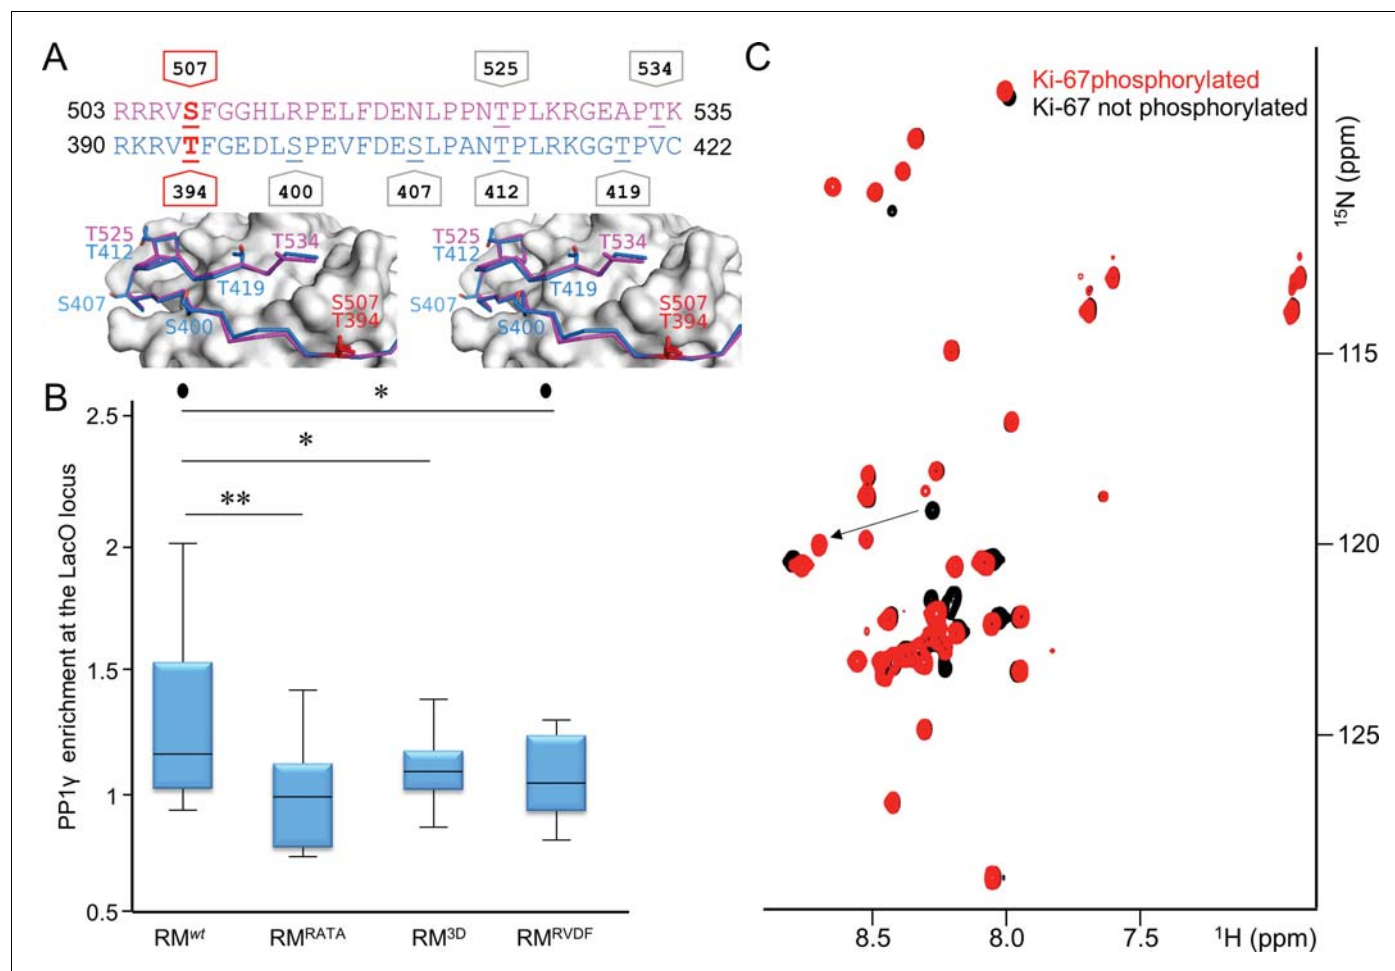 A
507 525 534
503 RRRVSFGGHLRPELFDENLPPNTPLKRGEAPTK 535
390 RKRVTFGEDLSPEVFDESLPANTPLRKGGTPVC 422
394 400 407 412 419
T525 T534 T525 T534
T412 T412
T419 T419
S407 S507 S407 S507
S400 T394 S400 T394
B
PP1γ enrichment at the LacO locus
2.5
2
1.5
1
0.5
*
*
**
RMwt RMRATA RM3D RMRVDF
C
Ki-67phosphorylated
Ki-67 not phosphorylated
15N (ppm)
115
120
125
8.5 8.0 7.5 1H (ppm)